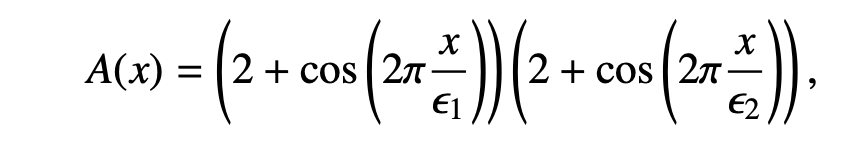 A(x) = (2 + cos(2π x/ϵ₁))(2 + cos(2π x/ϵ₂)),